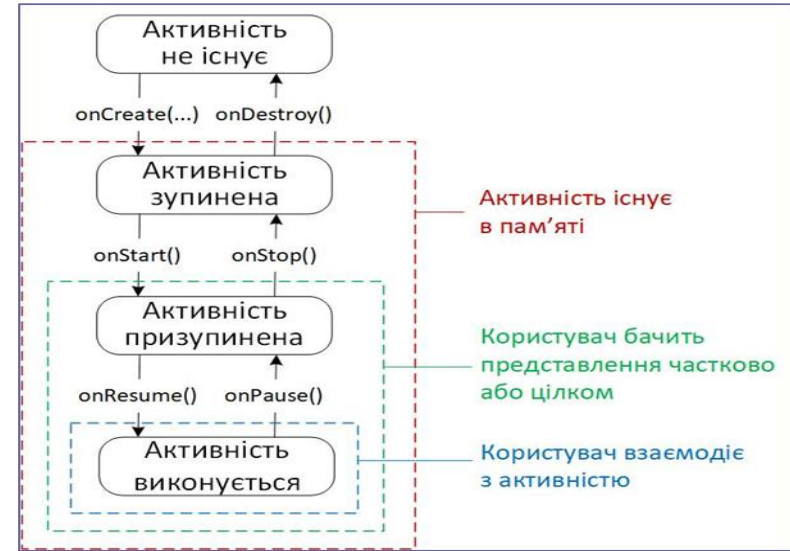 Активність
не існує
onCreate(...) onDestroy()
Активність
зупинена
Активність існує
в пам’яті
onStart() onStop()
Активність
призупинена
Користувач бачить
представлення частково
або цілком
onResume() onPause()
Активність
виконується
Користувач взаємодіє
з активністю